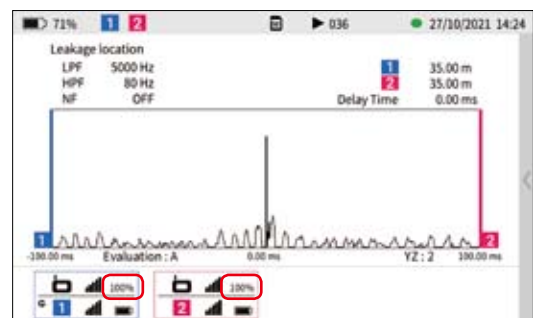 71% 1 2 036 27/10/2021 14:24
Leakage location
LPF 5000 Hz 1 35.00 m
HPF 80 Hz 2 35.00 m
NF OFF Delay Time 0.00 ms
1 2
-100.00 ms Evaluation : A 0.00 ms YZ : 2 100.00 ms
100% 100%
1 2